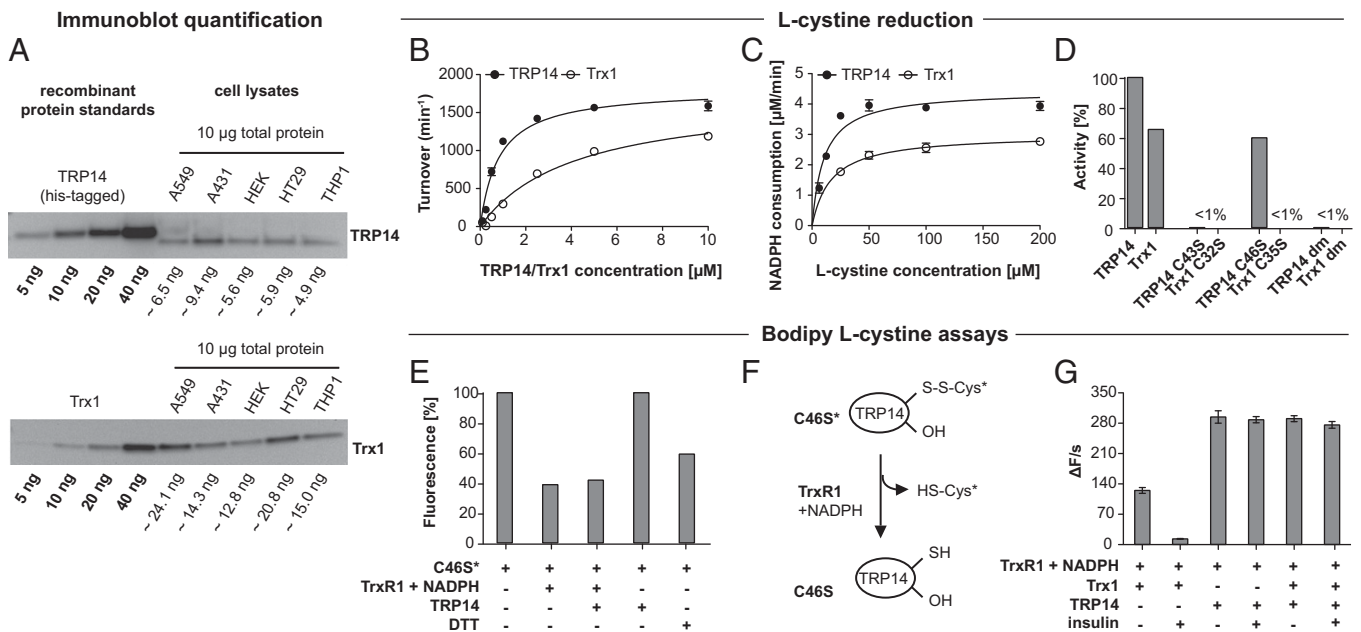 Immunoblot quantification
L-cystine reduction
A
recombinant
protein standards
cell lysates
10 µg total protein
TRP14
(his-tagged)
A549
A431
HEK
HT29
THP1
TRP14
5 ng
10 ng
20 ng
40 ng
~ 6.5 ng
~ 9.4 ng
~ 5.6 ng
~ 5.9 ng
~ 4.9 ng
10 µg total protein
Trx1
A549
A431
HEK
HT29
THP1
Trx1
5 ng
10 ng
20 ng
40 ng
~ 24.1 ng
~ 14.3 ng
~ 12.8 ng
~ 20.8 ng
~ 15.0 ng
B
TRP14 Trx1
Turnover (min⁻¹)
2000
1500
1000
500
0
0 2 4 6 8 10
TRP14/Trx1 concentration [µM]
C
TRP14 Trx1
NADPH consumption [µM/min]
5
4
3
2
1
0
0 50 100 150 200
L-cystine concentration [µM]
D
Activity [%]
100
80
60
40
20
0
<1% <1% <1%
TRP14
Trx1
TRP14 C43S
Trx1 C32S
TRP14 C46S
Trx1 C35S
TRP14 dm
Trx1 dm
Bodipy L-cystine assays
E
Fluorescence [%]
100
80
60
40
20
0
C46S* + + + + +
TrxR1 + NADPH - + + - -
TRP14 - - + + -
DTT - - - - +
F
C46S*
TRP14
S-S-Cys*
OH
TrxR1
+NADPH
HS-Cys*
C46S
TRP14
SH
OH
G
ΔF/s
350
280
210
140
70
0
TrxR1 + NADPH + + + + + +
Trx1 + + - - + +
TRP14 - - + + + +
insulin - + - + - +